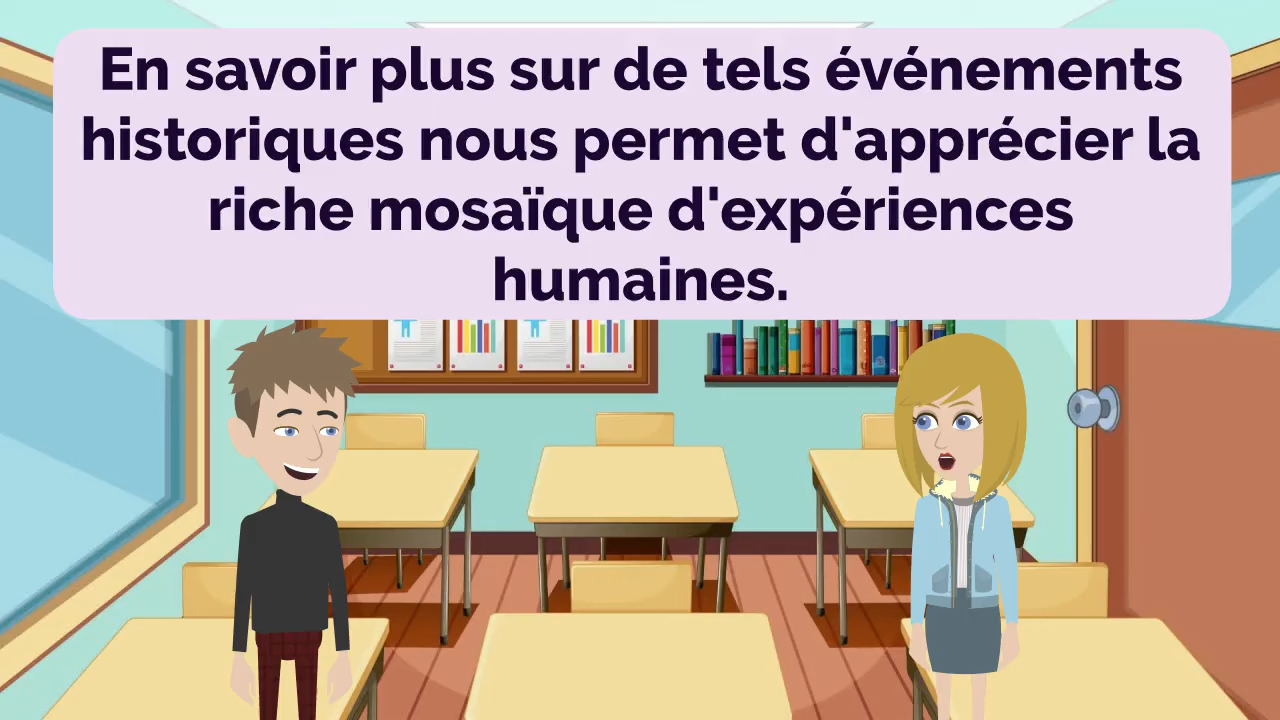 En savoir plus sur de tels événements
historiques nous permet d'apprécier la
riche mosaïque d'expériences
humaines.